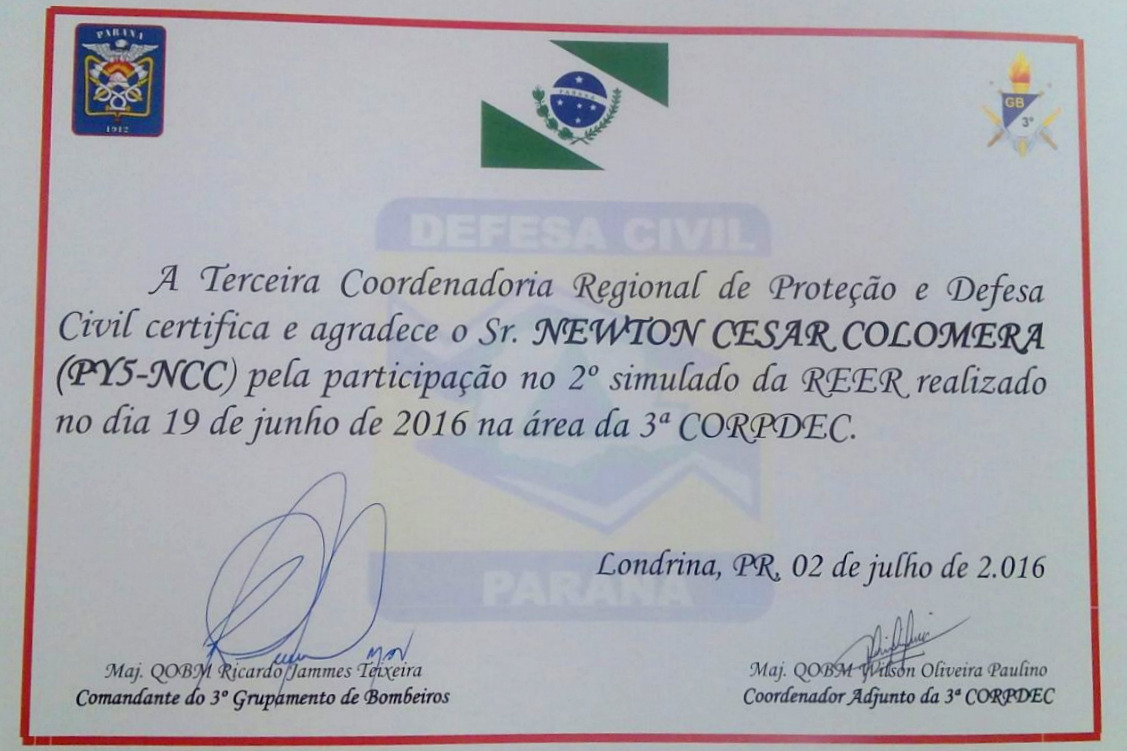 PARANÁ
1912
PARANÁ
GB
3º
DEFESA CIVIL
A Terceira Coordenadoria Regional de Proteção e Defesa
Civil certifica e agradece o Sr. NEWTON CESAR COLOMERA
(PY5-NCC) pela participação no 2º simulado da REER realizado
no dia 19 de junho de 2016 na área da 3ª CORPDEC.
Londrina, PR, 02 de julho de 2.016
PARANÁ
Maj. QOBM Ricardo Jammes Teixeira
Comandante do 3º Grupamento de Bombeiros
Maj. QOBM Wilson Oliveira Paulino
Coordenador Adjunto da 3ª CORPDEC